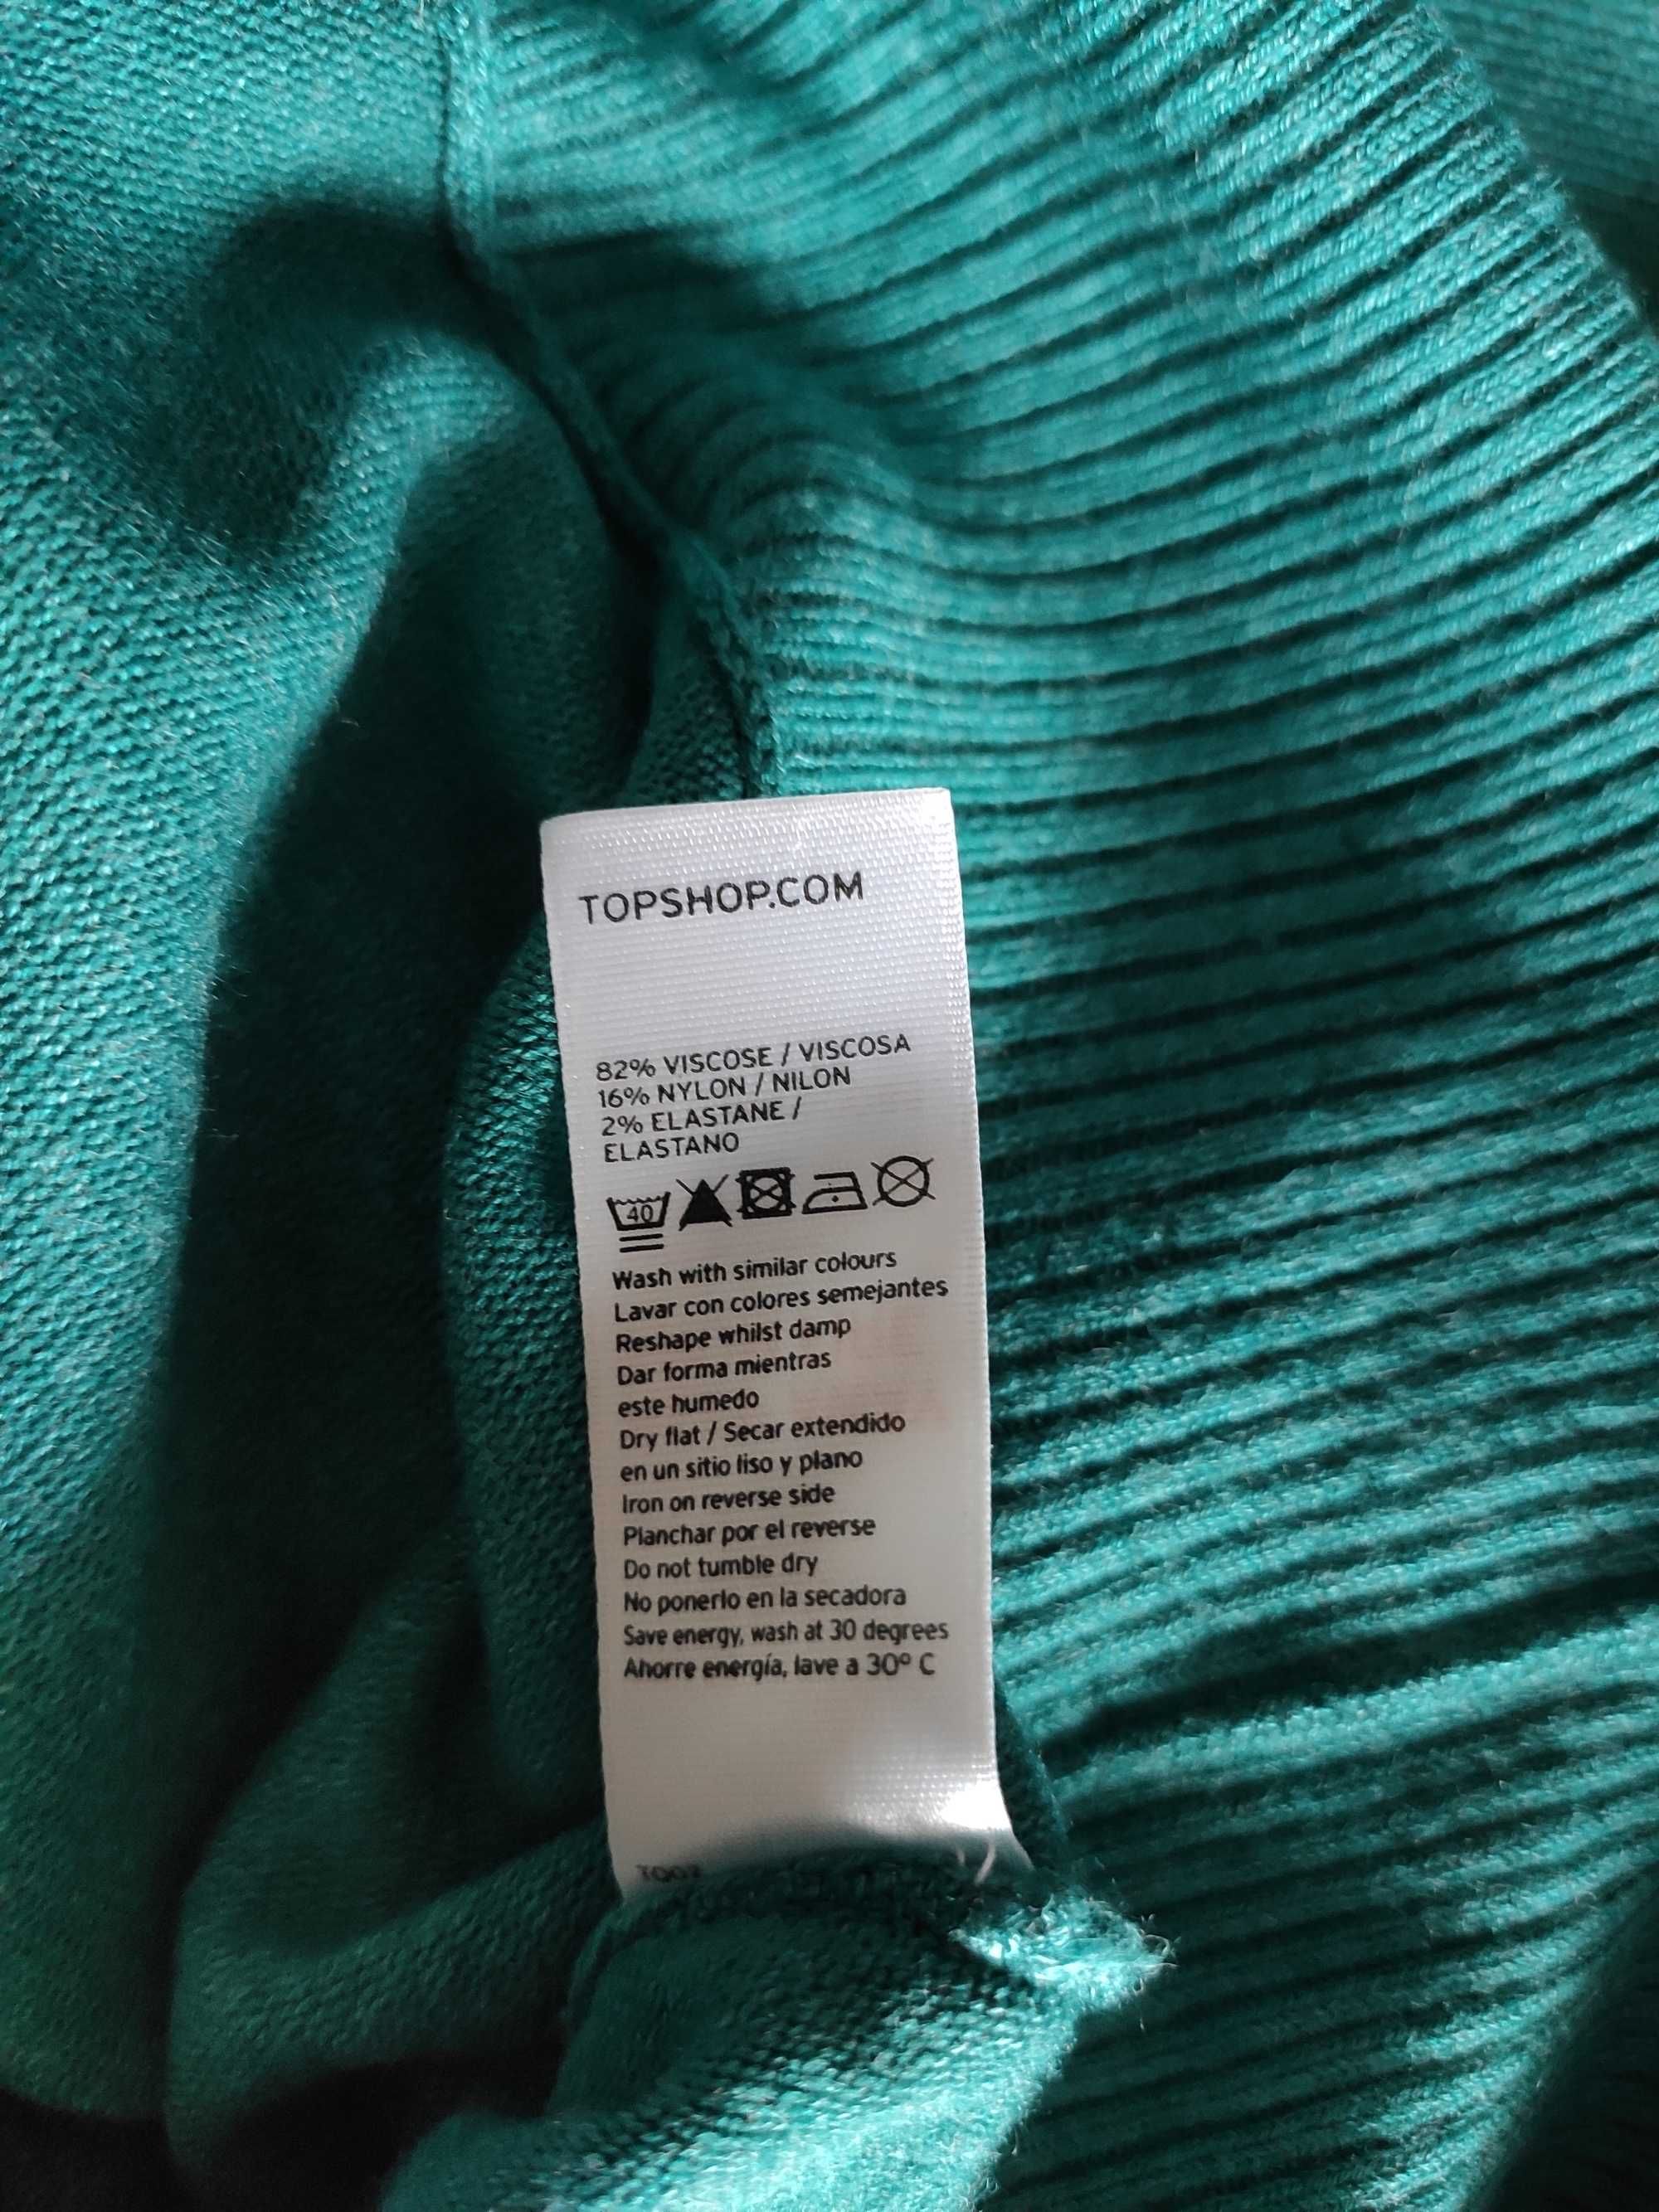 TOPSHOP.COM
82% VISCOSE / VISCOSA
16% NYLON / NILON
2% ELASTANE /
ELASTANO
40
Wash with similar colours
Lavar con colores semejantes
Reshape whilst damp
Dar forma mientras
este humedo
Dry flat / Secar extendido
en un sitio liso y plano
Iron on reverse side
Planchar por el reverse
Do not tumble dry
No ponerlo en la secadora
Save energy, wash at 30 degrees
Ahorre energía, lave a 30º C